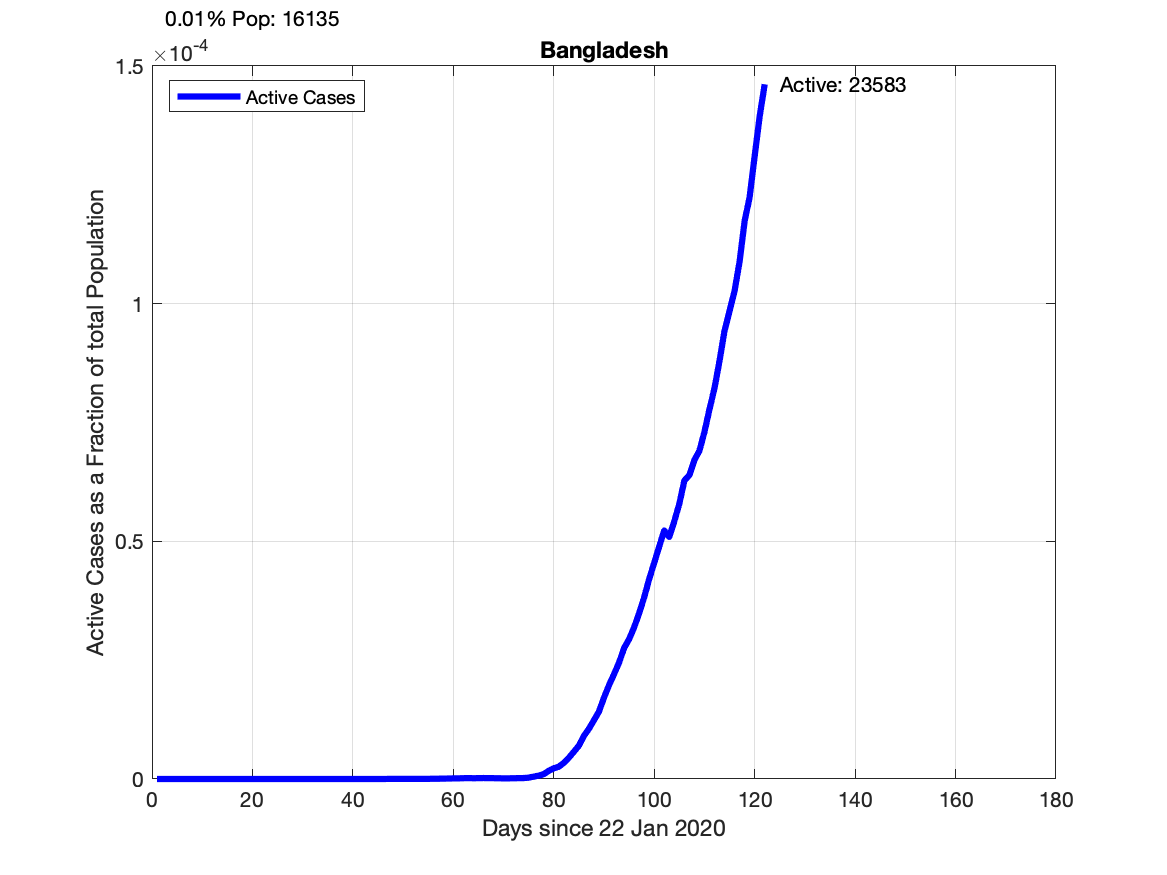 0.01% Pop: 16135
×10^-4
Bangladesh
1.5
1
0.5
0
Active Cases
Active: 23583
Active Cases as a Fraction of total Population
0 20 40 60 80 100 120 140 160 180
Days since 22 Jan 2020